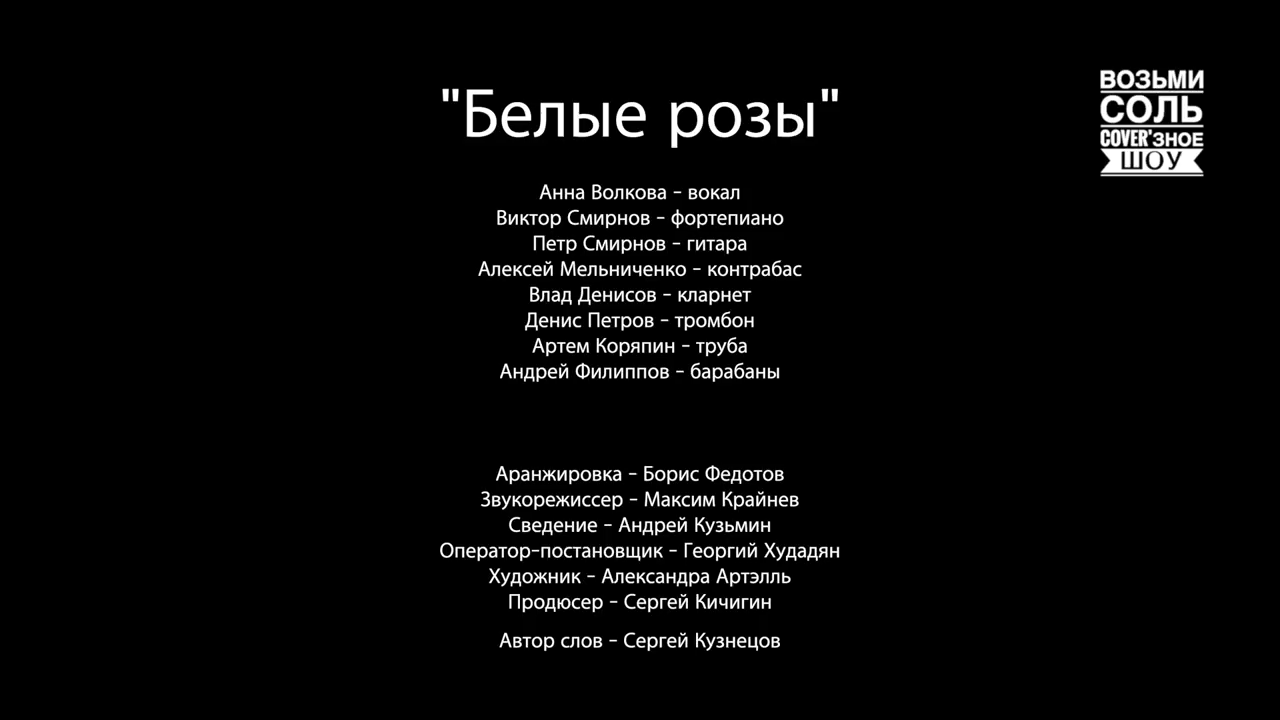 "Белые розы"
ВОЗЬМИ
СОЛЬ
COVER'ЗНОЕ
ШОУ
Анна Волкова – вокал
Виктор Смирнов – фортепиано
Петр Смирнов – гитара
Алексей Мельниченко – контрабас
Влад Денисов – кларнет
Денис Петров – тромбон
Артем Коряпин – труба
Андрей Филиппов – барабаны
Аранжировка – Борис Федотов
Звукорежиссер – Максим Крайнев
Сведение – Андрей Кузьмин
Оператор-постановщик – Георгий Худадян
Художник – Александра Артэлль
Продюсер – Сергей Кичигин
Автор слов – Сергей Кузнецов